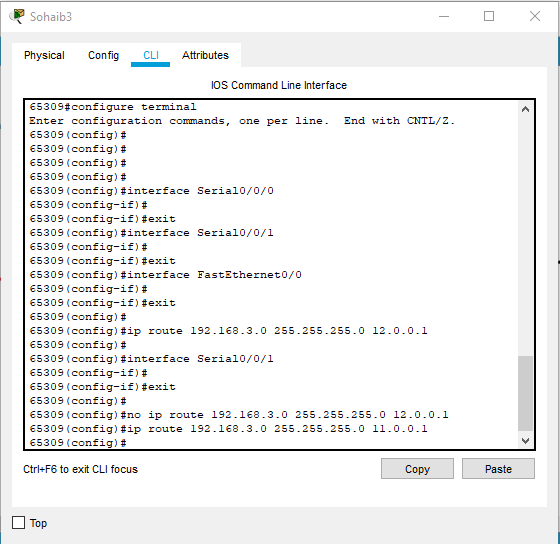 Sohaib3
Physical Config CLI Attributes
IOS Command Line Interface
65309#configure terminal
Enter configuration commands, one per line.  End with CNTL/Z.
65309(config)#
65309(config)#
65309(config)#
65309(config)#
65309(config)#interface Serial0/0/0
65309(config-if)#
65309(config-if)#exit
65309(config)#interface Serial0/0/1
65309(config-if)#
65309(config-if)#exit
65309(config)#interface FastEthernet0/0
65309(config-if)#
65309(config-if)#exit
65309(config)#
65309(config)#ip route 192.168.3.0 255.255.255.0 12.0.0.1
65309(config)#
65309(config)#interface Serial0/0/1
65309(config-if)#
65309(config-if)#exit
65309(config)#
65309(config)#no ip route 192.168.3.0 255.255.255.0 12.0.0.1
65309(config)#ip route 192.168.3.0 255.255.255.0 11.0.0.1
65309(config)#
Ctrl+F6 to exit CLI focus
Copy Paste
Top